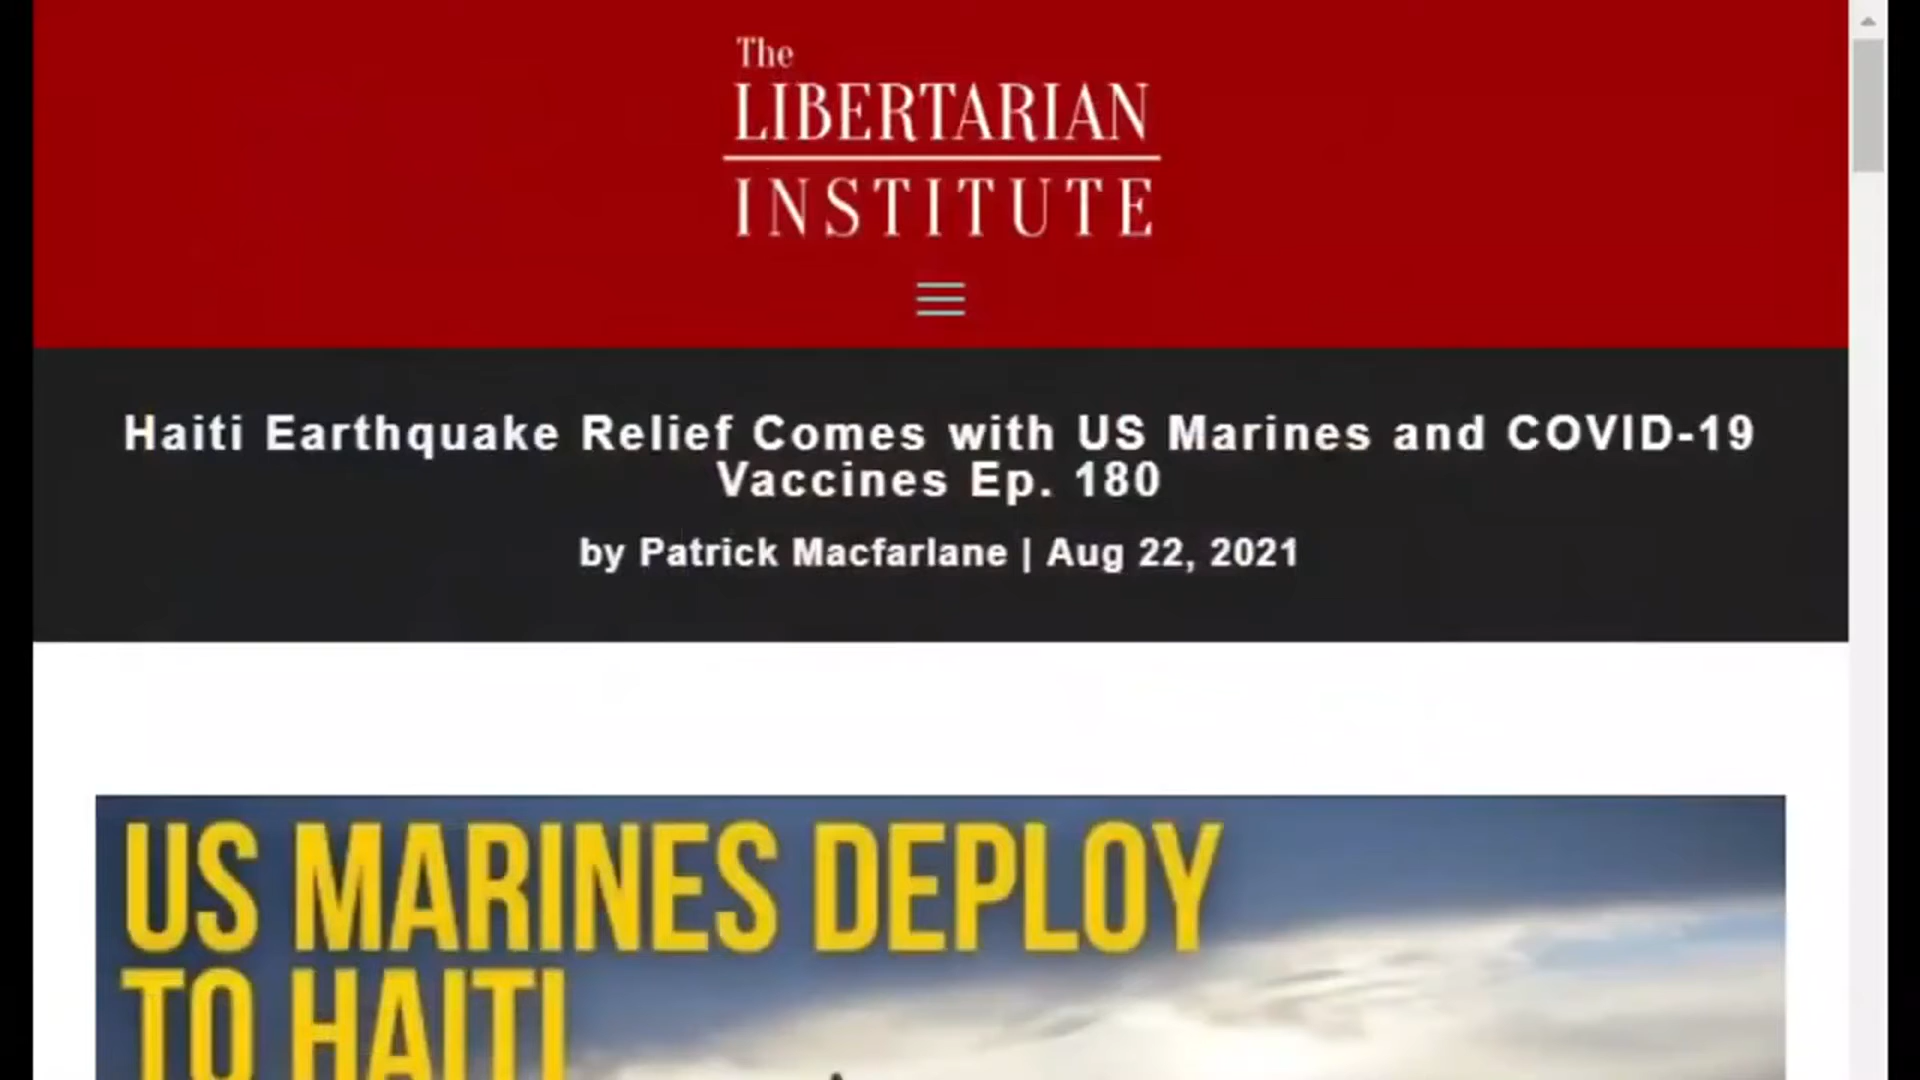 The
LIBERTARIAN
INSTITUTE
Haiti Earthquake Relief Comes with US Marines and COVID-19
Vaccines Ep. 180
by Patrick Macfarlane | Aug 22, 2021
US MARINES DEPLOY
TO HAITI